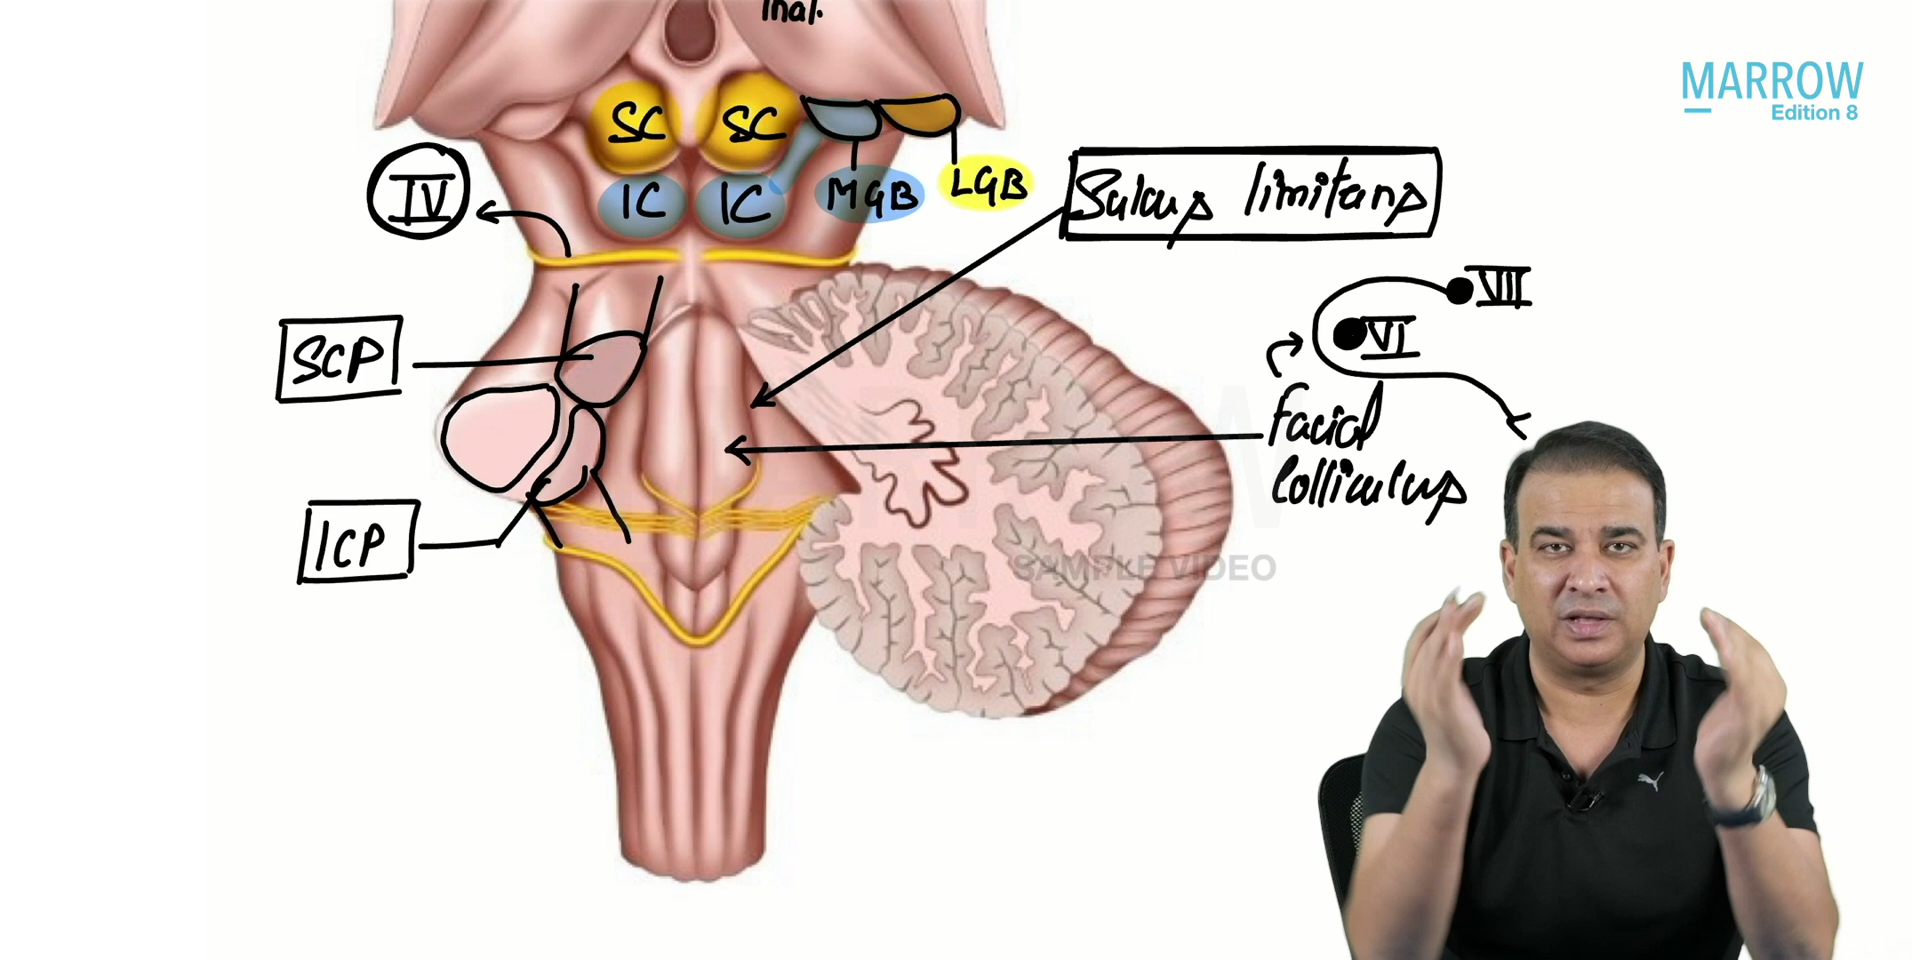 Thal.
MARROW
Edition 8
SC
SC
IC
IC
MGB
LGB
IV
Sulcus limitans
SCP
VII
VI
facial
colliculus
ICP
SAMPLE VIDEO